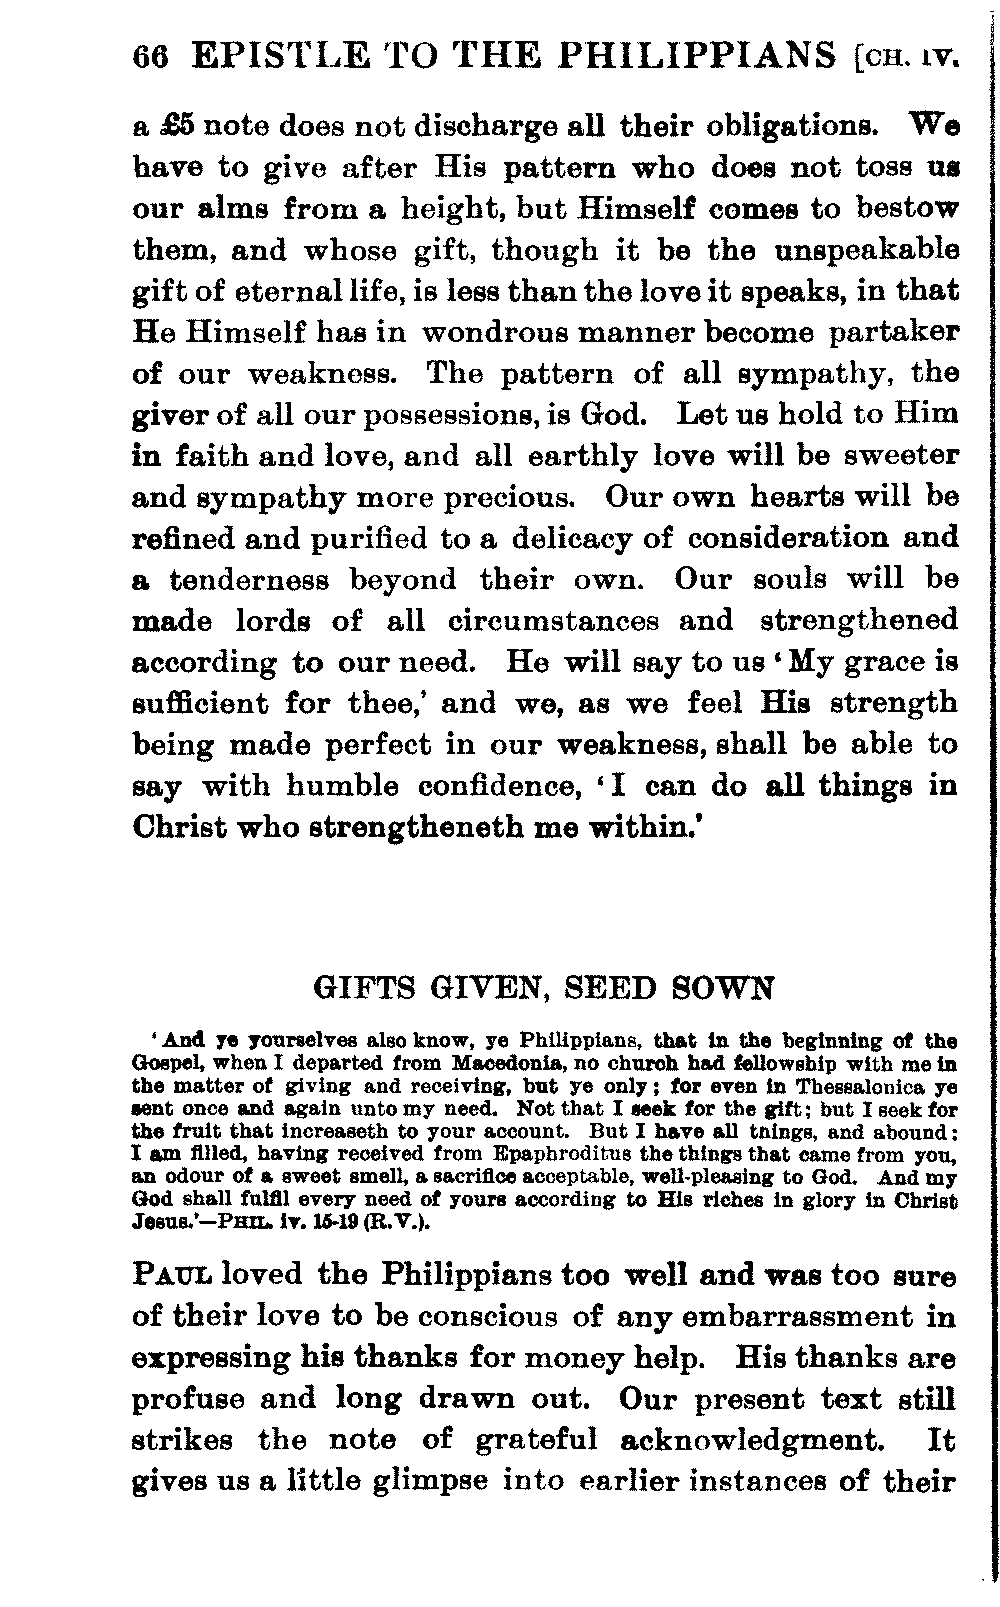 66 EPISTLE TO THE PHILIPPIANS [CH. IV.
a £5 note does not discharge all their obligations. We
have to give after His pattern who does not toss us
our alms from a height, but Himself comes to bestow
them, and whose gift, though it be the unspeakable
gift of eternal life, is less than the love it speaks, in that
He Himself has in wondrous manner become partaker
of our weakness. The pattern of all sympathy, the
giver of all our possessions, is God. Let us hold to Him
in faith and love, and all earthly love will be sweeter
and sympathy more precious. Our own hearts will be
refined and purified to a delicacy of consideration and
a tenderness beyond their own. Our souls will be
made lords of all circumstances and strengthened
according to our need. He will say to us ‘My grace is
sufficient for thee,’ and we, as we feel His strength
being made perfect in our weakness, shall be able to
say with humble confidence, ‘I can do all things in
Christ who strengtheneth me within.’
GIFTS GIVEN, SEED SOWN
‘And ye yourselves also know, ye Philippians, that in the beginning of the
Gospel, when I departed from Macedonia, no church had fellowship with me in
the matter of giving and receiving, but ye only; for even in Thessalonica ye
sent once and again unto my need. Not that I seek for the gift; but I seek for
the fruit that increaseth to your account. But I have all things, and abound:
I am filled, having received from Epaphroditus the things that came from you,
an odour of a sweet smell, a sacrifice acceptable, well-pleasing to God. And my
God shall fulfil every need of yours according to His riches in glory in Christ
Jesus.’—PHIL. iv. 15-19 (R.V.).
PAUL loved the Philippians too well and was too sure
of their love to be conscious of any embarrassment in
expressing his thanks for money help. His thanks are
profuse and long drawn out. Our present text still
strikes the note of grateful acknowledgment. It
gives us a little glimpse into earlier instances of their